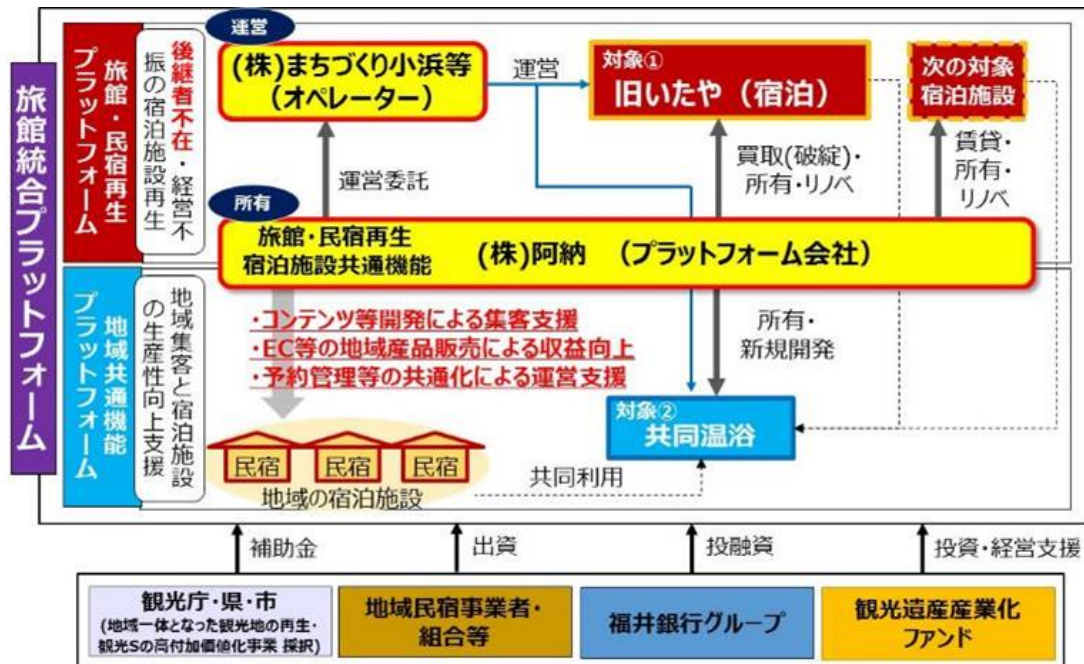 旅館統合プラットフォーム
旅館・民宿再生
プラットフォーム
後継者不在・経営不
振の宿泊施設再生
運営
(株)まちづくり小浜等
(オペレーター)
運営
対象①
旧いたや（宿泊）
次の対象
宿泊施設
運営委託
買取(破綻)・
所有・リノベ
賃貸・
所有・
リノベ
所有
旅館・民宿再生
宿泊施設共通機能
(株)阿納 (プラットフォーム会社)
地域共通機能
プラットフォーム
地域集客と宿泊施設
の生産性向上支援
・コンテンツ等開発による集客支援
・EC等の地域産品販売による収益向上
・予約管理等の共通化による運営支援
所有・
新規開発
対象②
共同温浴
民宿
民宿
民宿
地域の宿泊施設
共同利用
補助金
出資
投融資
投資・経営支援
観光庁・県・市
(地域一体となった観光地の再生・
観光Sの高付加価値化事業 採択)
地域民宿事業者・
組合等
福井銀行グループ
観光遺産産業化
ファンド